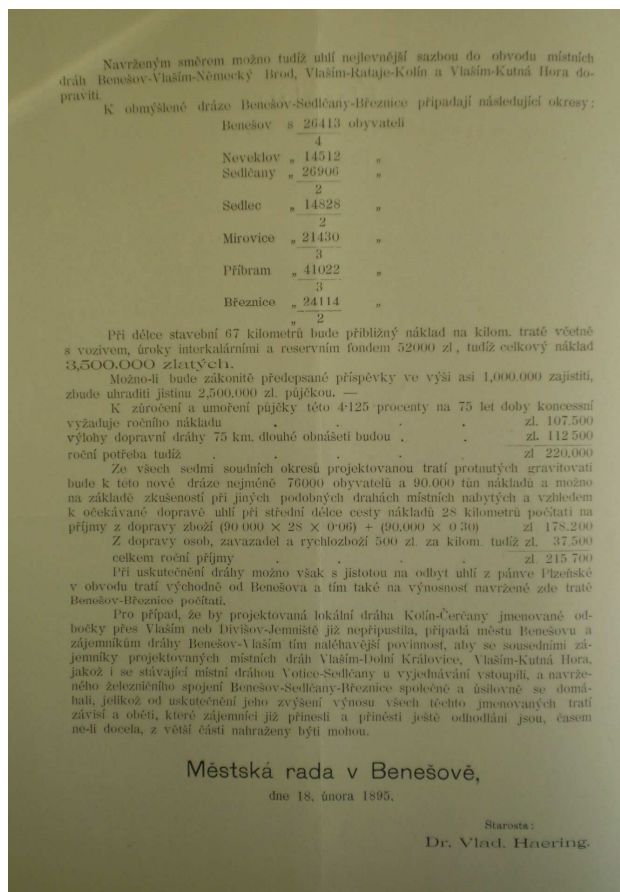 Navrženým směrem možno tudíž uhlí nejlevnější sazbou do obvodu místních
dráh Benešov-Vlašim-Německý Brod, Vlašim-Rataje-Kolín a Vlašim-Kutná Hora do-
praviti.
K obmýšlené dráze Benešov-Sedlčany-Březnice připadají následující okresy:
Benešov s 26413 obyvateli
4
Neveklov „ 14512 „
Sedlčany „ 26906 „
2
Sedlec „ 14828 „
2
Mirovice „ 21430 „
3
Příbram „ 41022 „
3
Březnice „ 24114 „
„ 2
Při délce stavební 67 kilometrů bude přibližný náklad na kilom. tratě včetně
s vozivem, úroky interkalárními a reservním fondem 52000 zl, tudíž celkový náklad
3,500.000 zlatých.
Možno-li bude zákonitě předepsané příspěvky ve výši asi 1,000.000 zajistiti,
zbude uhraditi jistinu 2,500.000 zl. půjčkou. —
K zúročení a umoření půjčky této 4·125 procenty na 75 let doby koncessní
vyžaduje ročního nákladu . . . . zl. 107.500
výlohy dopravní dráhy 75 km. dlouhé obnášeti budou . . zl. 112 500
roční potřeba tudíž . . . . . zl 220.000
Ze všech sedmi soudních okresů projektovanou tratí protnutých gravitovati
bude k této nové dráze nejméně 76000 obyvatelů a 90.000 tůn nákladů a možno
na základě zkušeností při jiných podobných drahách místních nabytých a vzhledem
k očekávané dopravě uhlí při střední délce cesty nákladů 28 kilometrů počítati na
příjmy z dopravy zboží (90 000 × 28 × 0·06) + (90.000 × 0 30) zl 178.200
Z dopravy osob, zavazadel a rychlozboží 500 zl. za kilom. tudíž zl. 37.500
celkem roční příjmy . . . . zl. 215 700
Při uskutečnění dráhy možno však s jistotou na odbyt uhlí z pánve Plzeňské
v obvodu tratí východně od Benešova a tím také na výnosnost navržené zde tratě
Benešov-Březnice počítati.
Pro případ, že by projektovaná lokální dráha Kolín-Čerčany jmenované od-
bočky přes Vlašim neb Divišov-Jemniště již nepřipustila, připadá městu Benešovu a
zájemníkům dráhy Benešov-Vlašim tím naléhavější povinnost, aby se sousedními zá-
jemníky projektovaných místních dráh Vlašim-Dolní Královice, Vlašim-Kutná Hora,
jakož i se stávající místní dráhou Votice-Sedlčany u vyjednávání vstoupili, a navrže-
ného železničního spojení Benešov-Sedlčany-Březnice společně a úsilovně se domá-
hali, jelikož od uskutečnění jeho zvýšení výnosu všech těchto jmenovaných tratí
závisí a oběti, které zájemníci již přinesli a přinésti ještě odhodláni jsou, časem
ne-li docela, z větší části nahraženy býti mohou.
Městská rada v Benešově,
dne 18. února 1895.
Starosta:
Dr. Vlad. Haering.